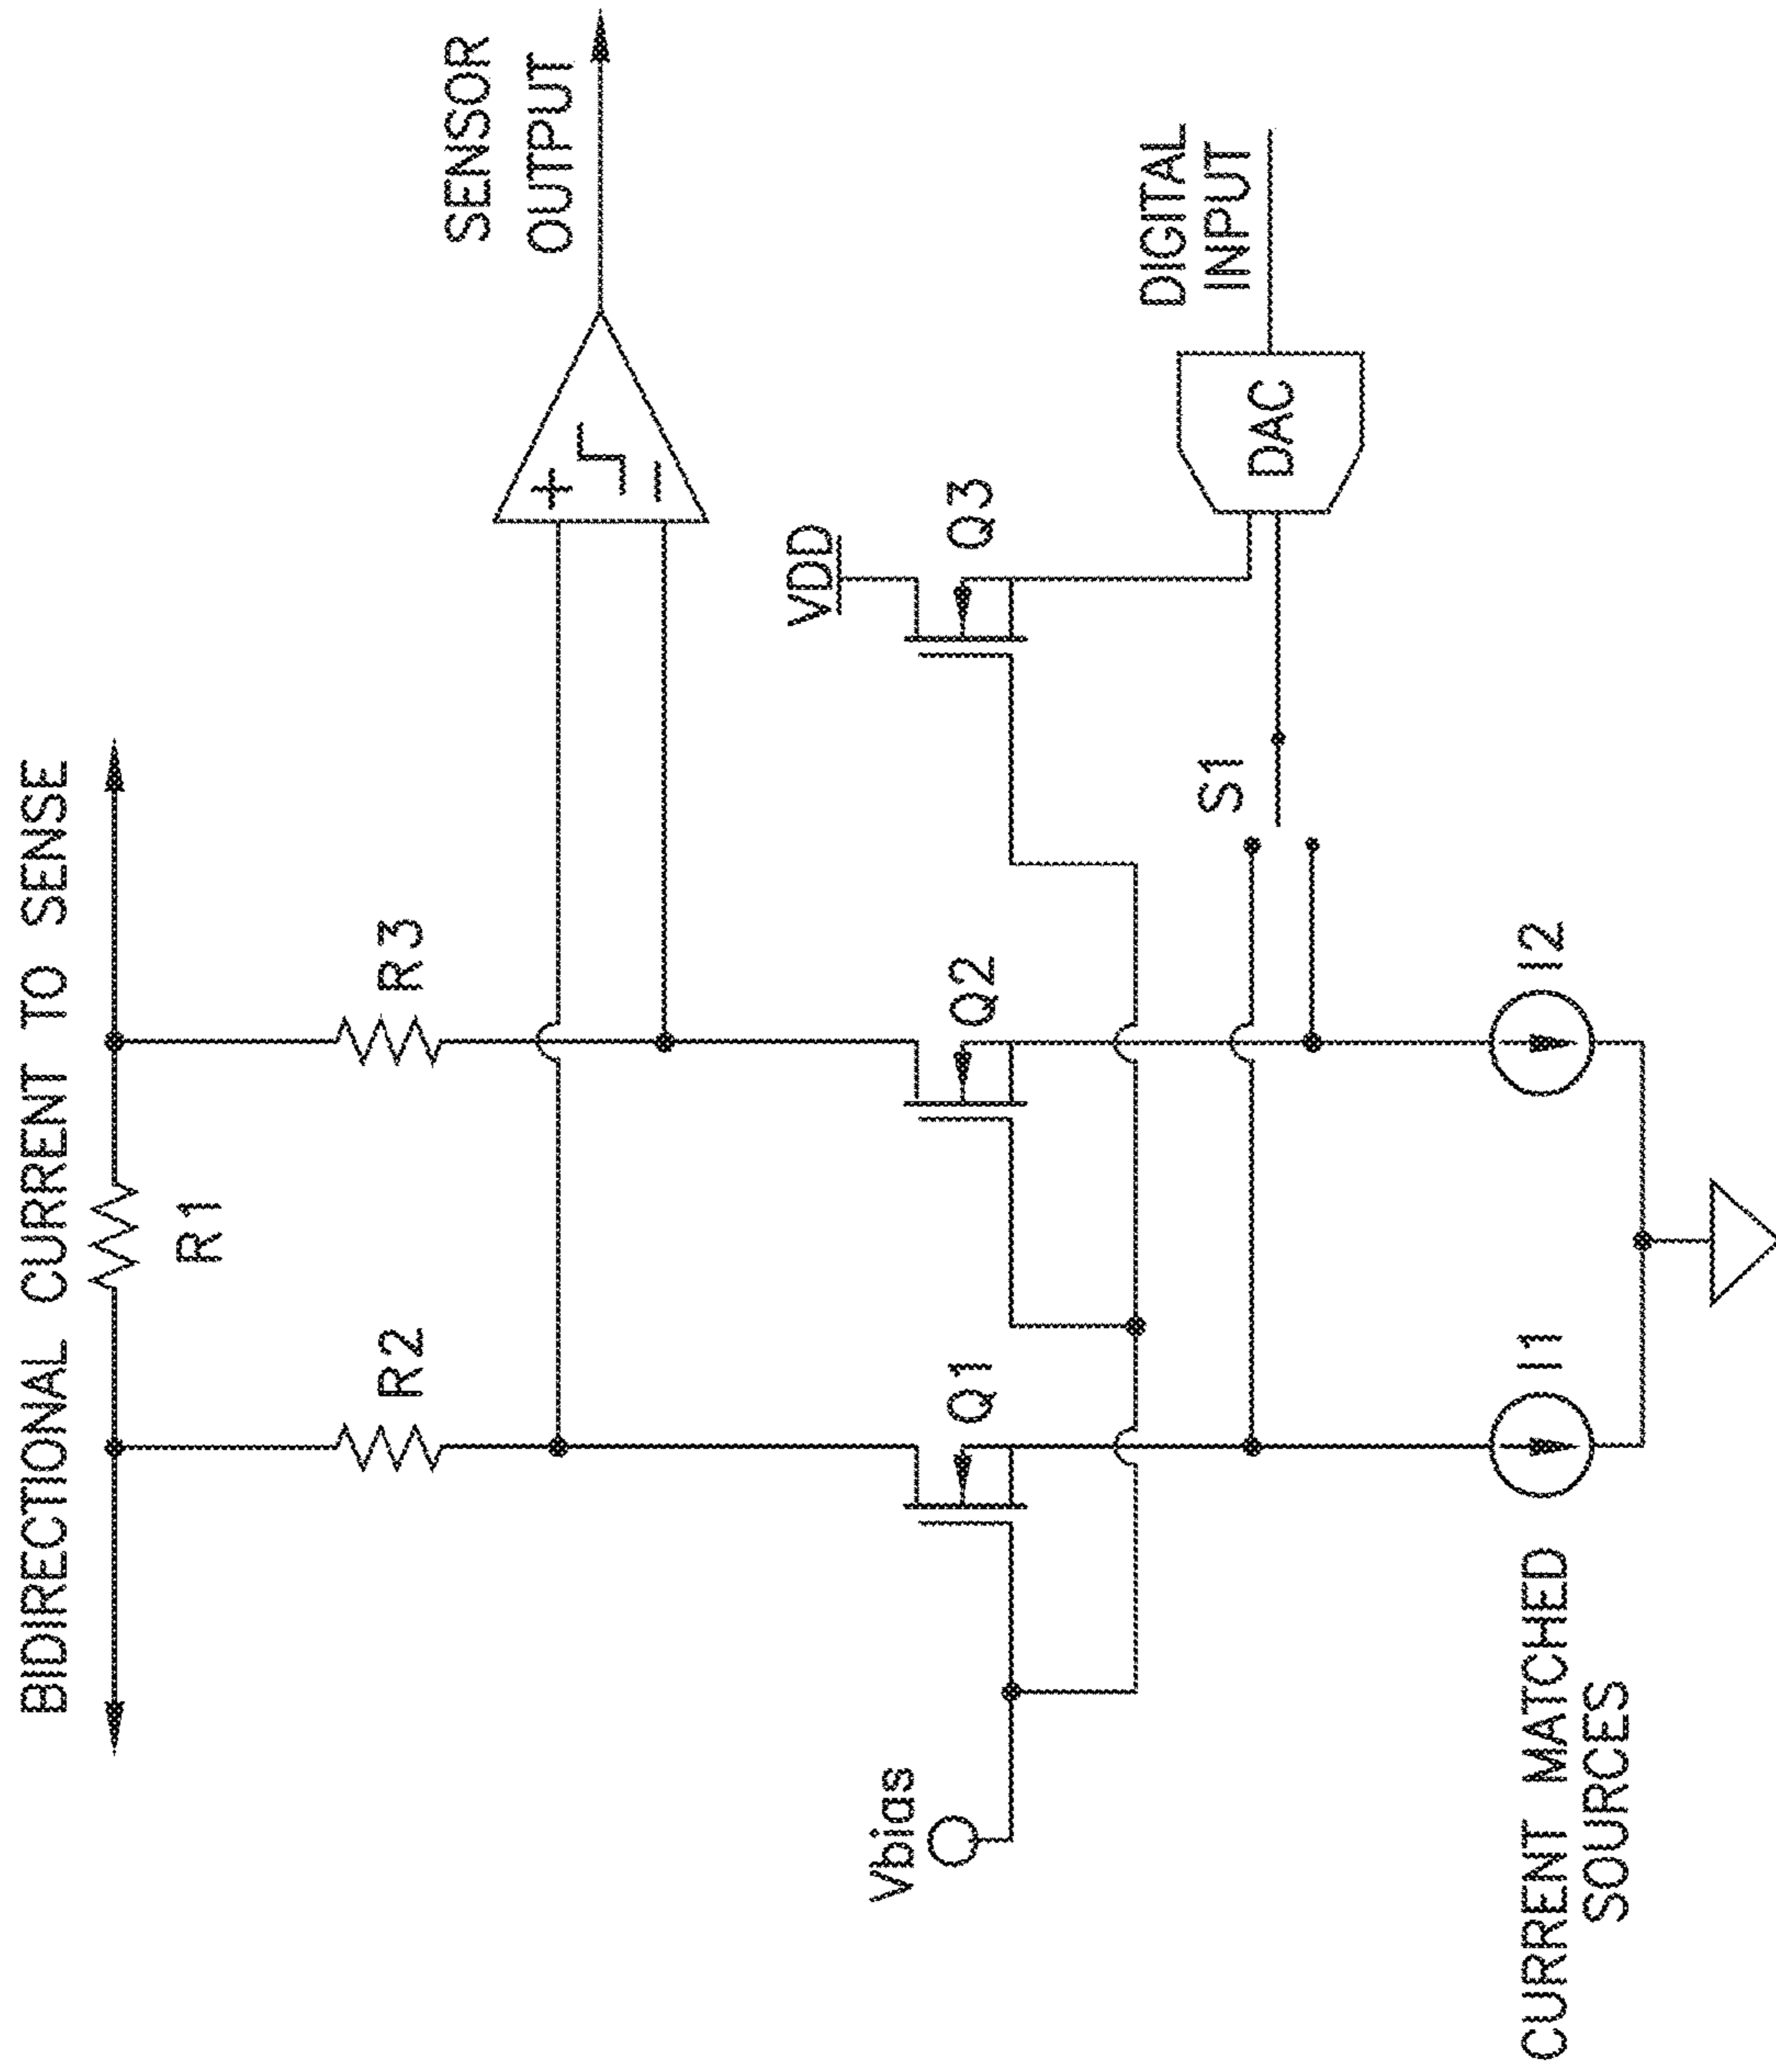 BIDIRECTIONAL CURRENT TO SENSE
R1
R2
R3
SENSOR
OUTPUT
+
−
VDD
Vbias
Q1
Q2
Q3
S1
DIGITAL
INPUT
DAC
I1
I2
CURRENT MATCHED
SOURCES